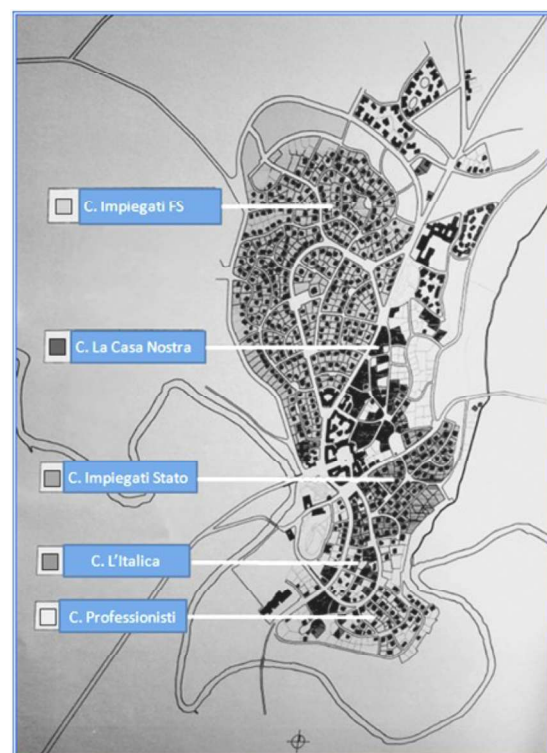 C. Impiegati FS
C. La Casa Nostra
C. Impiegati Stato
C. L'Italica
C. Professionisti